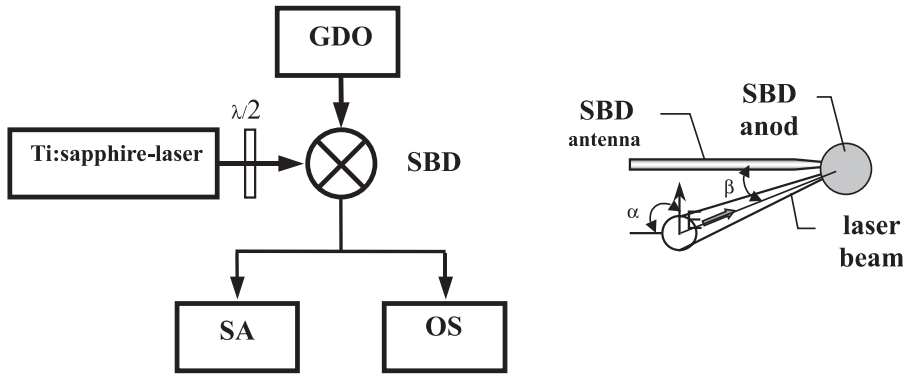 GDO
λ/2
Ti:sapphire-laser
SBD
SA
OS
SBD
antenna
SBD
anod
α
E
β
laser
beam